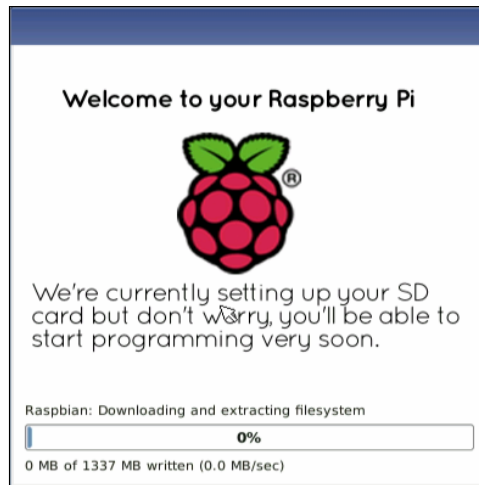 Welcome to your Raspberry Pi
®
We're currently setting up your SD
card but don't worry, you'll be able to
start programming very soon.
Raspbian: Downloading and extracting filesystem
0%
0 MB of 1337 MB written (0.0 MB/sec)